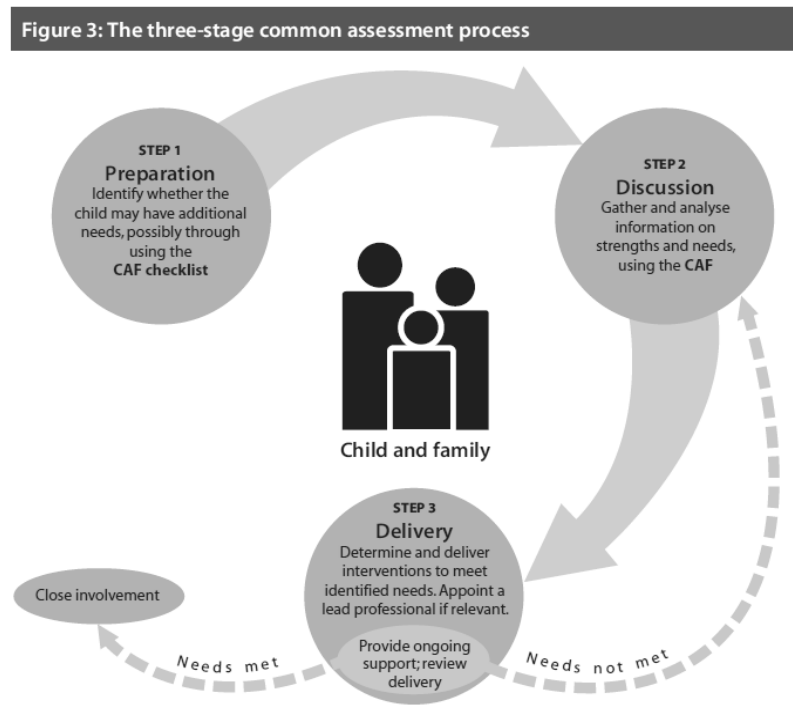 Figure 3: The three-stage common assessment process
STEP 1
Preparation
Identify whether the
child may have additional
needs, possibly through
using the
CAF checklist
STEP 2
Discussion
Gather and analyse
information on
strengths and needs,
using the CAF
Child and family
STEP 3
Delivery
Determine and deliver
interventions to meet
identified needs. Appoint a
lead professional if relevant.
Provide ongoing
support; review
delivery
Close involvement
Needs met
Needs not met